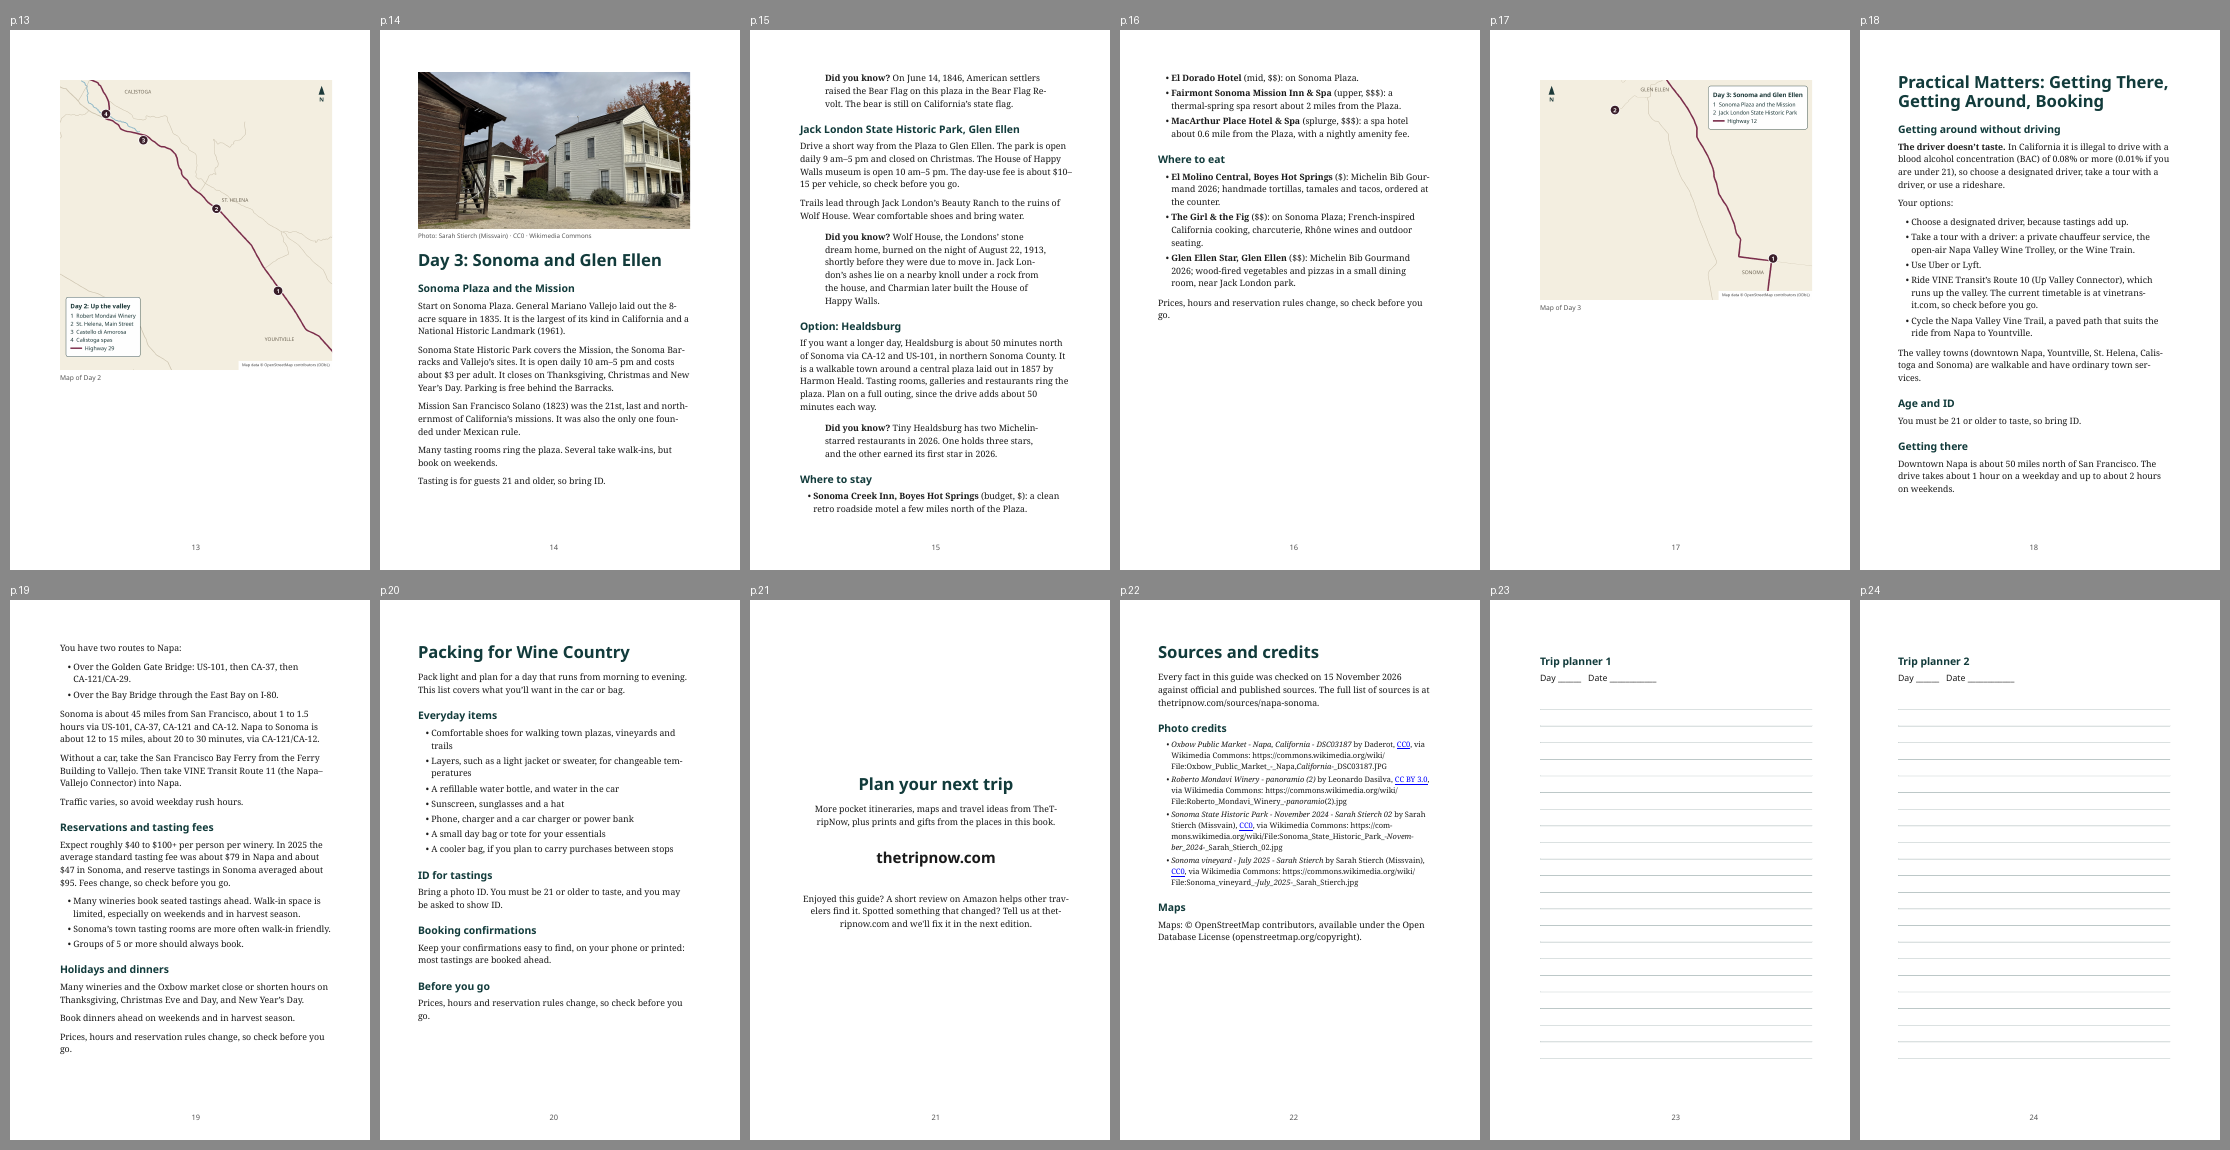 p.13
CALISTOGA
N
4
3
2
ST. HELENA
1
Day 2: Up the valley
1 Robert Mondavi Winery
2 St. Helena, Main Street
3 Castello di Amorosa
4 Calistoga spas
Highway 29
YOUNTVILLE
Map data © OpenStreetMap contributors (ODbL)
Map of Day 2
13
p.14
Photo: Sarah Stierch (Missvain) · CC0 · Wikimedia Commons
Day 3: Sonoma and Glen Ellen
Sonoma Plaza and the Mission
Start on Sonoma Plaza. General Mariano Vallejo laid out the 8-
acre square in 1835. It is the largest of its kind in California and a
National Historic Landmark (1961).
Sonoma State Historic Park covers the Mission, the Sonoma Bar-
racks and Vallejo's sites. It is open daily 10 am–5 pm and costs
about $3 per adult. It closes on Thanksgiving, Christmas and New
Year's Day. Parking is free behind the Barracks.
Mission San Francisco Solano (1823) was the 21st, last and north-
ernmost of California's missions. It was also the only one foun-
ded under Mexican rule.
Many tasting rooms ring the plaza. Several take walk-ins, but
book on weekends.
Tasting is for guests 21 and older, so bring ID.
14
p.15
Did you know? On June 14, 1846, American settlers
raised the Bear Flag on this plaza in the Bear Flag Re-
volt. The bear is still on California's state flag.
Jack London State Historic Park, Glen Ellen
Drive a short way from the Plaza to Glen Ellen. The park is open
daily 9 am–5 pm and closed on Christmas. The House of Happy
Walls museum is open 10 am–5 pm. The day-use fee is about $10–
15 per vehicle, so check before you go.
Trails lead through Jack London's Beauty Ranch to the ruins of
Wolf House. Wear comfortable shoes and bring water.
Did you know? Wolf House, the Londons' stone
dream home, burned on the night of August 22, 1913,
shortly before they were due to move in. Jack Lon-
don's ashes lie on a nearby knoll under a rock from
the house, and Charmian later built the House of
Happy Walls.
Option: Healdsburg
If you want a longer day, Healdsburg is about 50 minutes north
of Sonoma via CA-12 and US-101, in northern Sonoma County. It
is a walkable town around a central plaza laid out in 1857 by
Harmon Heald. Tasting rooms, galleries and restaurants ring the
plaza. Plan on a full outing, since the drive adds about 50
minutes each way.
Did you know? Tiny Healdsburg has two Michelin-
starred restaurants in 2026. One holds three stars,
and the other earned its first star in 2026.
Where to stay
• Sonoma Creek Inn, Boyes Hot Springs (budget, $): a clean
retro roadside motel a few miles north of the Plaza.
15
p.16
• El Dorado Hotel (mid, $$): on Sonoma Plaza.
• Fairmont Sonoma Mission Inn & Spa (upper, $$$): a
thermal-spring spa resort about 2 miles from the Plaza.
• MacArthur Place Hotel & Spa (splurge, $$$): a spa hotel
about 0.6 mile from the Plaza, with a nightly amenity fee.
Where to eat
• El Molino Central, Boyes Hot Springs ($): Michelin Bib Gour-
mand 2026; handmade tortillas, tamales and tacos, ordered at
the counter.
• The Girl & the Fig ($$): on Sonoma Plaza; French-inspired
California cooking, charcuterie, Rhône wines and outdoor
seating.
• Glen Ellen Star, Glen Ellen ($$): Michelin Bib Gourmand
2026; wood-fired vegetables and pizzas in a small dining
room, near Jack London park.
Prices, hours and reservation rules change, so check before you
go.
16
p.17
N
GLEN ELLEN
2
Day 3: Sonoma and Glen Ellen
1 Sonoma Plaza and the Mission
2 Jack London State Historic Park
Highway 12
1
SONOMA
Map data © OpenStreetMap contributors (ODbL)
Map of Day 3
17
p.18
Practical Matters: Getting There,
Getting Around, Booking
Getting around without driving
The driver doesn't taste. In California it is illegal to drive with a
blood alcohol concentration (BAC) of 0.08% or more (0.01% if you
are under 21), so choose a designated driver, take a tour with a
driver, or use a rideshare.
Your options:
• Choose a designated driver, because tastings add up.
• Take a tour with a driver: a private chauffeur service, the
open-air Napa Valley Wine Trolley, or the Wine Train.
• Use Uber or Lyft.
• Ride VINE Transit's Route 10 (Up Valley Connector), which
runs up the valley. The current timetable is at vinetrans-
it.com, so check before you go.
• Cycle the Napa Valley Vine Trail, a paved path that suits the
ride from Napa to Yountville.
The valley towns (downtown Napa, Yountville, St. Helena, Calis-
toga and Sonoma) are walkable and have ordinary town ser-
vices.
Age and ID
You must be 21 or older to taste, so bring ID.
Getting there
Downtown Napa is about 50 miles north of San Francisco. The
drive takes about 1 hour on a weekday and up to about 2 hours
on weekends.
18
p.19
You have two routes to Napa:
• Over the Golden Gate Bridge: US-101, then CA-37, then
CA-121/CA-29.
• Over the Bay Bridge through the East Bay on I-80.
Sonoma is about 45 miles from San Francisco, about 1 to 1.5
hours via US-101, CA-37, CA-121 and CA-12. Napa to Sonoma is
about 12 to 15 miles, about 20 to 30 minutes, via CA-121/CA-12.
Without a car, take the San Francisco Bay Ferry from the Ferry
Building to Vallejo. Then take VINE Transit Route 11 (the Napa–
Vallejo Connector) into Napa.
Traffic varies, so avoid weekday rush hours.
Reservations and tasting fees
Expect roughly $40 to $100+ per person per winery. In 2025 the
average standard tasting fee was about $79 in Napa and about
$47 in Sonoma, and reserve tastings in Sonoma averaged about
$95. Fees change, so check before you go.
• Many wineries book seated tastings ahead. Walk-in space is
limited, especially on weekends and in harvest season.
• Sonoma's town tasting rooms are more often walk-in friendly.
• Groups of 5 or more should always book.
Holidays and dinners
Many wineries and the Oxbow market close or shorten hours on
Thanksgiving, Christmas Eve and Day, and New Year's Day.
Book dinners ahead on weekends and in harvest season.
Prices, hours and reservation rules change, so check before you
go.
19
p.20
Packing for Wine Country
Pack light and plan for a day that runs from morning to evening.
This list covers what you'll want in the car or bag.
Everyday items
• Comfortable shoes for walking town plazas, vineyards and
trails
• Layers, such as a light jacket or sweater, for changeable tem-
peratures
• A refillable water bottle, and water in the car
• Sunscreen, sunglasses and a hat
• Phone, charger and a car charger or power bank
• A small day bag or tote for your essentials
• A cooler bag, if you plan to carry purchases between stops
ID for tastings
Bring a photo ID. You must be 21 or older to taste, and you may
be asked to show ID.
Booking confirmations
Keep your confirmations easy to find, on your phone or printed:
most tastings are booked ahead.
Before you go
Prices, hours and reservation rules change, so check before you
go.
20
p.21
Plan your next trip
More pocket itineraries, maps and travel ideas from TheT-
ripNow, plus prints and gifts from the places in this book.
thetripnow.com
Enjoyed this guide? A short review on Amazon helps other trav-
elers find it. Spotted something that changed? Tell us at thet-
ripnow.com and we'll fix it in the next edition.
21
p.22
Sources and credits
Every fact in this guide was checked on 15 November 2026
against official and published sources. The full list of sources is at
thetripnow.com/sources/napa-sonoma.
Photo credits
• Oxbow Public Market - Napa, California - DSC03187 by Daderot, CC0, via
Wikimedia Commons: https://commons.wikimedia.org/wiki/
File:Oxbow_Public_Market_-_Napa,California-_DSC03187.JPG
• Roberto Mondavi Winery - panoramio (2) by Leonardo Dasilva, CC BY 3.0,
via Wikimedia Commons: https://commons.wikimedia.org/wiki/
File:Roberto_Mondavi_Winery_-panoramio(2).jpg
• Sonoma State Historic Park - November 2024 - Sarah Stierch 02 by Sarah
Stierch (Missvain), CC0, via Wikimedia Commons: https://com-
mons.wikimedia.org/wiki/File:Sonoma_State_Historic_Park_-Novem-
ber_2024-_Sarah_Stierch_02.jpg
• Sonoma vineyard - July 2025 - Sarah Stierch by Sarah Stierch (Missvain),
CC0, via Wikimedia Commons: https://commons.wikimedia.org/wiki/
File:Sonoma_vineyard_-July_2025-_Sarah_Stierch.jpg
Maps
Maps: © OpenStreetMap contributors, available under the Open
Database License (openstreetmap.org/copyright).
22
p.23
Trip planner 1
Day ______ Date ____________
23
p.24
Trip planner 2
Day ______ Date ____________
24